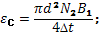 ε_C = πd²N₂B₁ / 4Δt;